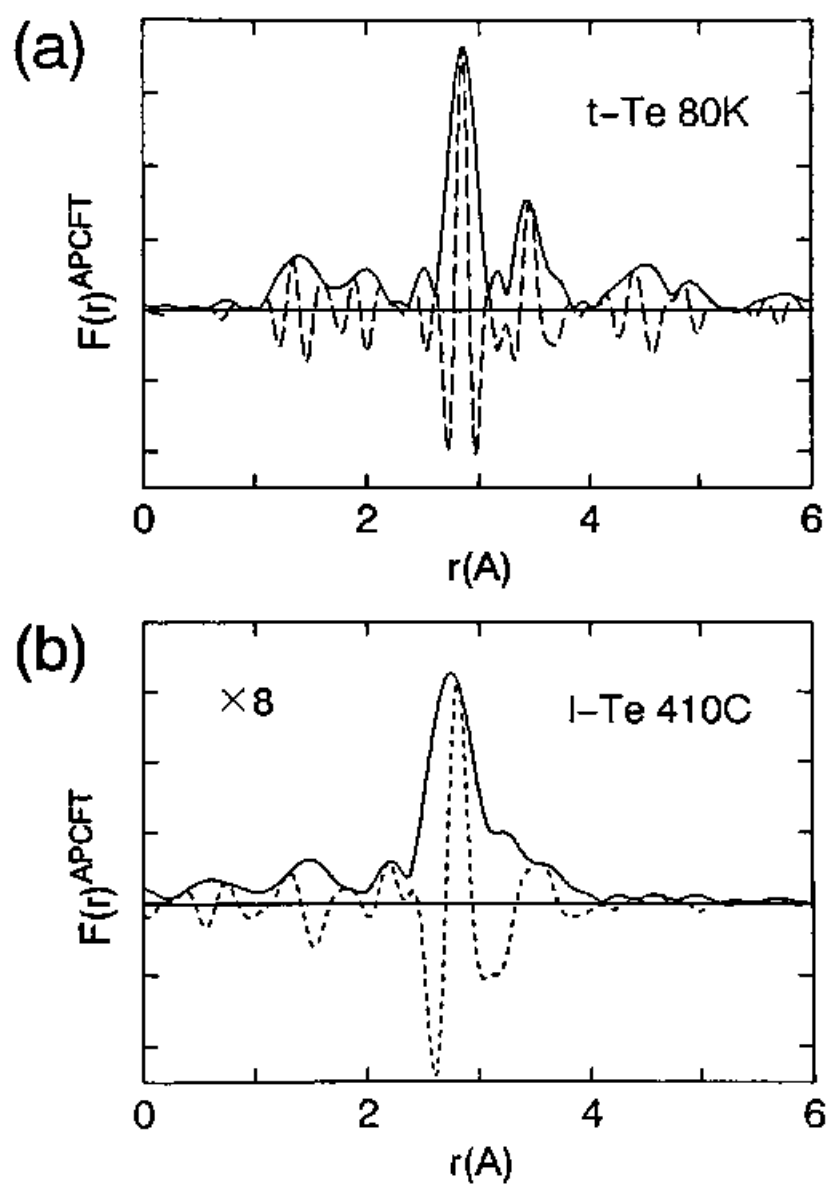 (a)
t-Te 80K
F(r)^APCFT
0 2 4 6
r(A)
(b)
×8
l-Te 410C
F(r)^APCFT
0 2 4 6
r(A)